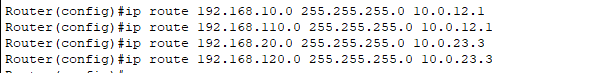 Router(config)#ip route 192.168.10.0 255.255.255.0 10.0.12.1
Router(config)#ip route 192.168.110.0 255.255.255.0 10.0.12.1
Router(config)#ip route 192.168.20.0 255.255.255.0 10.0.23.3
Router(config)#ip route 192.168.120.0 255.255.255.0 10.0.23.3